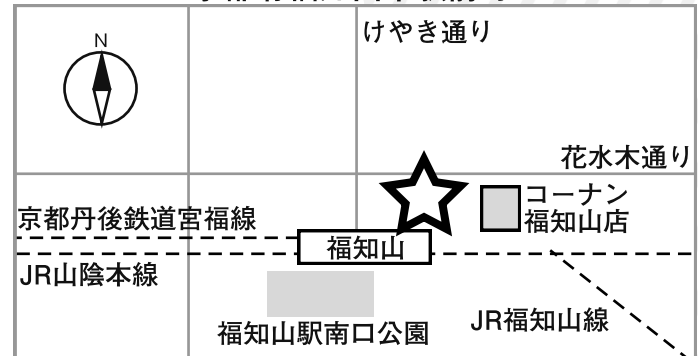 N
けやき通り
花水木通り
コーナン
福知山店
京都丹後鉄道宮福線
福知山
JR山陰本線
福知山駅南口公園
JR福知山線